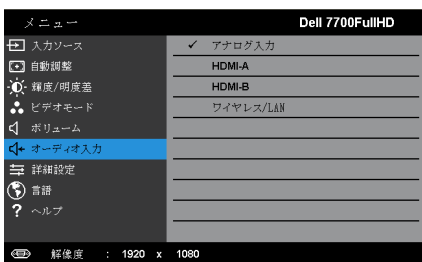 メニュー Dell 7700FullHD
入力ソース
自動調整
輝度/明度差
ビデオモード
ボリューム
オーディオ入力
詳細設定
言語
? ヘルプ
✓ アナログ入力
HDMI-A
HDMI-B
ワイヤレス/LAN
解像度 : 1920 x 1080